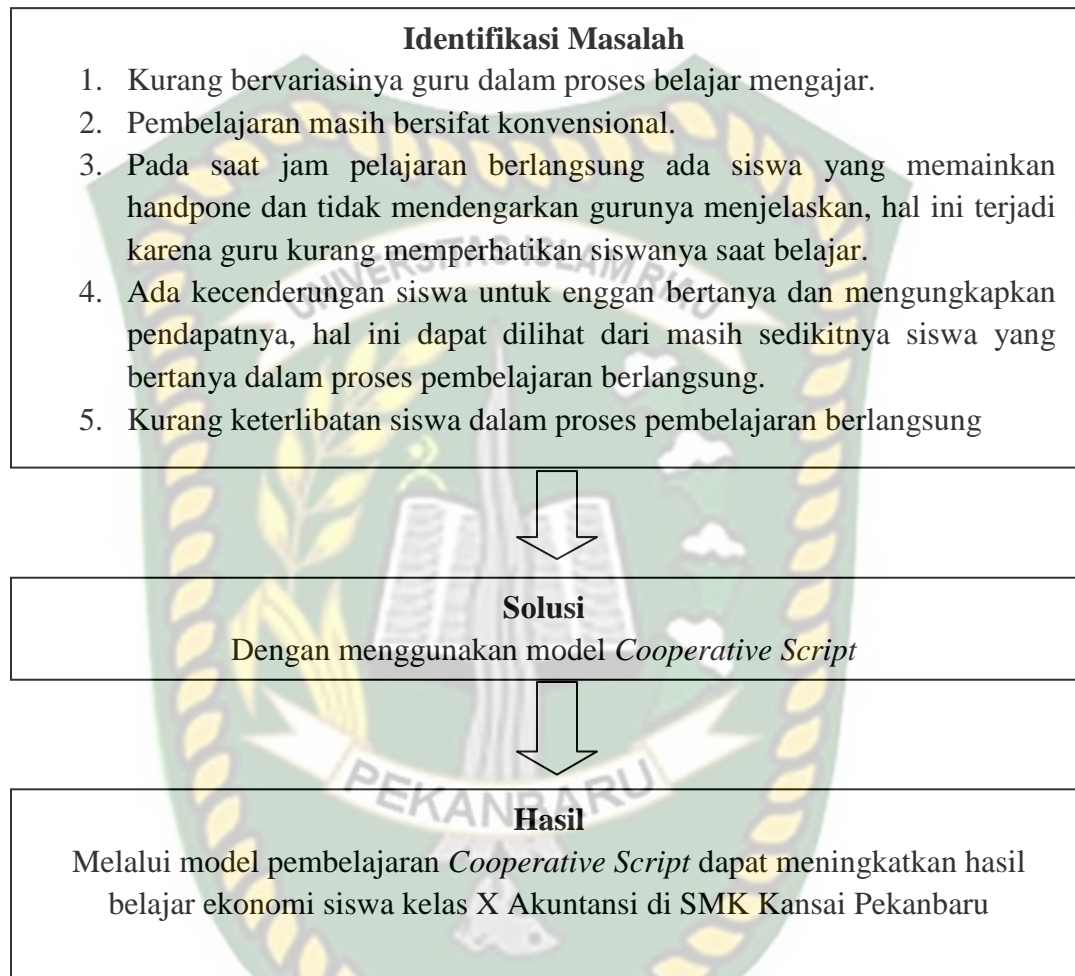 Identifikasi Masalah
1. Kurang bervariasinya guru dalam proses belajar mengajar.
2. Pembelajaran masih bersifat konvensional.
3. Pada saat jam pelajaran berlangsung ada siswa yang memainkan
handpone dan tidak mendengarkan gurunya menjelaskan, hal ini terjadi
karena guru kurang memperhatikan siswanya saat belajar.
UNIVERSITAS ISLAM RIAU
4. Ada kecenderungan siswa untuk enggan bertanya dan mengungkapkan
pendapatnya, hal ini dapat dilihat dari masih sedikitnya siswa yang
bertanya dalam proses pembelajaran berlangsung.
5. Kurang keterlibatan siswa dalam proses pembelajaran berlangsung
Solusi
Dengan menggunakan model Cooperative Script
PEKANBARU
Hasil
Melalui model pembelajaran Cooperative Script dapat meningkatkan hasil
belajar ekonomi siswa kelas X Akuntansi di SMK Kansai Pekanbaru